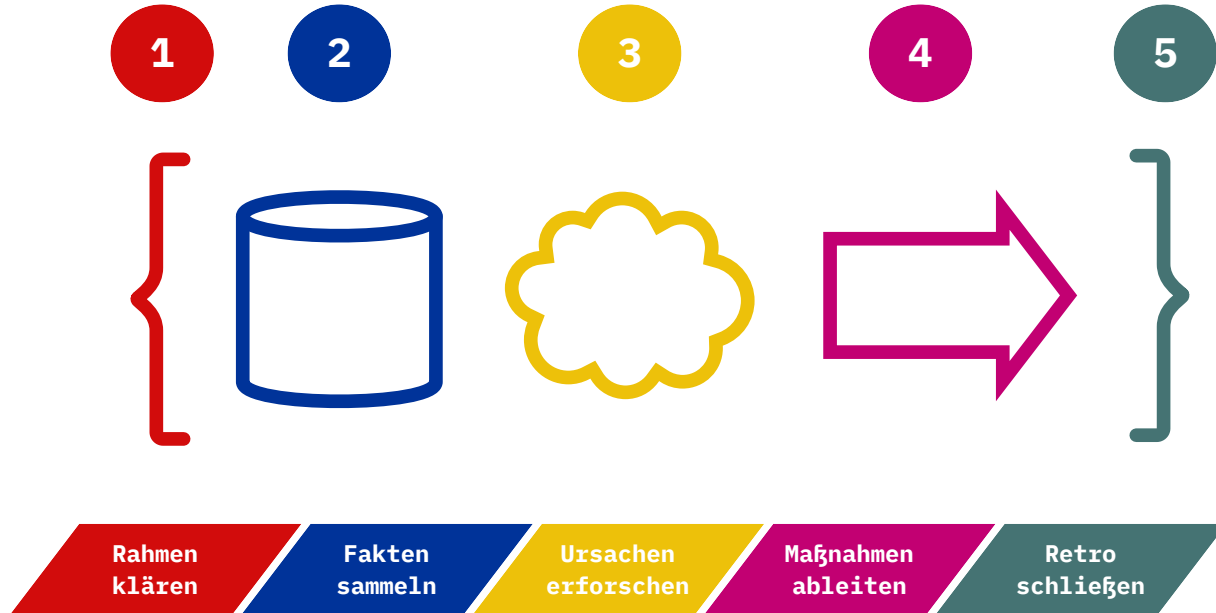 1
2
3
4
5
Rahmen
klären
Fakten
sammeln
Ursachen
erforschen
Maßnahmen
ableiten
Retro
schließen